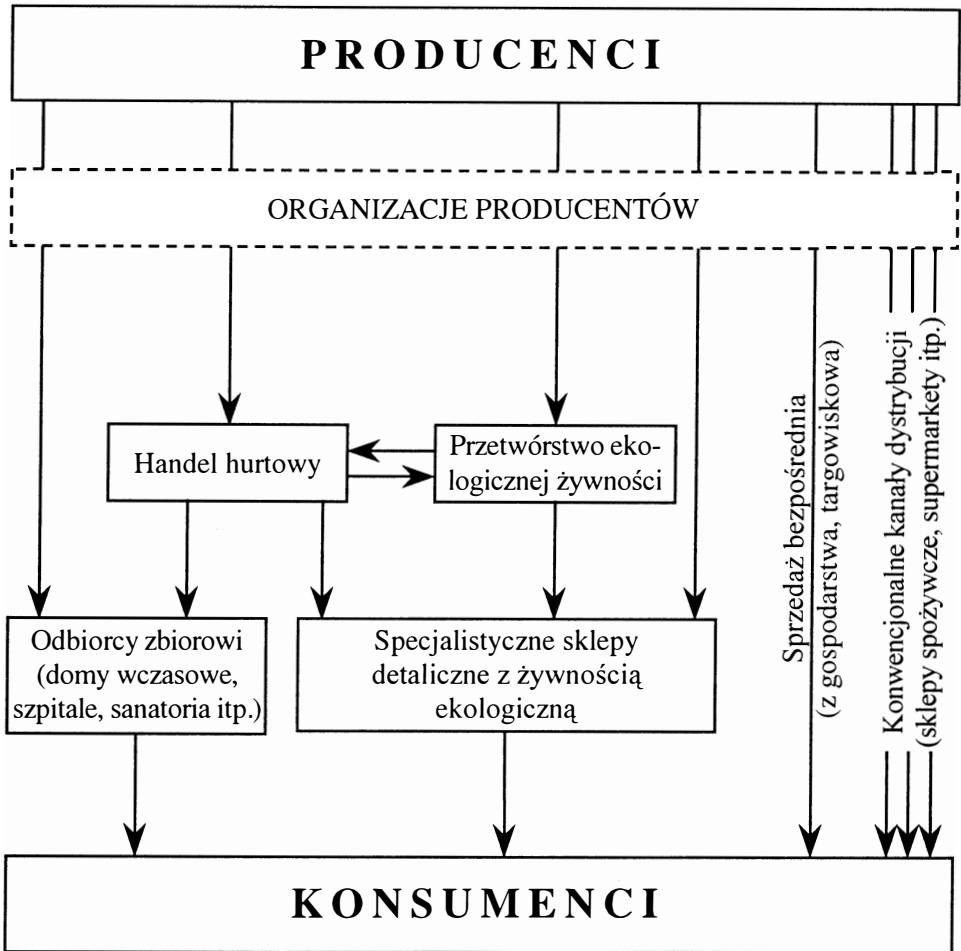 PRODUCENCI
ORGANIZACJE PRODUCENTÓW
Handel hurtowy
Przetwórstwo eko-
logicznej żywności
Sprzedaż bezpośrednia
(z gospodarstwa, targowiskowa)
Konwencjonalne kanały dystrybucji
(sklepy spożywcze, supermarkety itp.)
Odbiorcy zbiorowi
(domy wczasowe,
szpitale, sanatoria itp.)
Specjalistyczne sklepy
detaliczne z żywnością
ekologiczną
KONSUMENCI